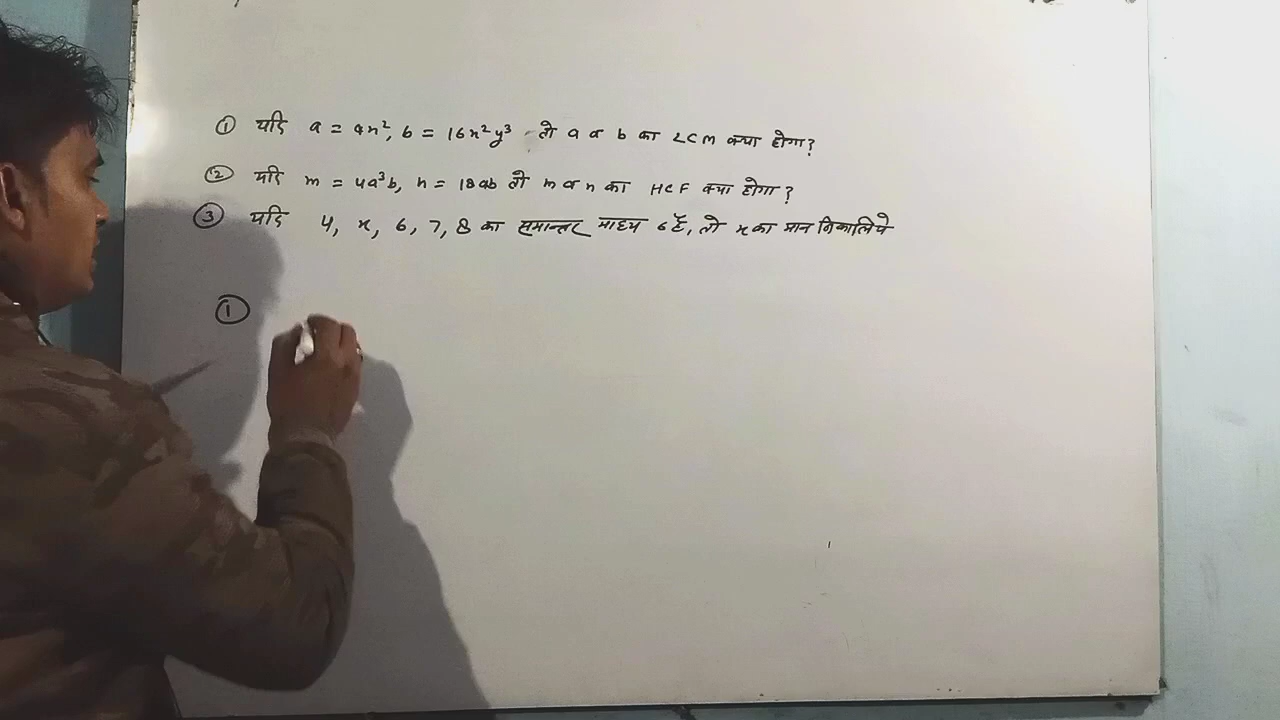 ① यदि a = 4x², b = 16x²y³ तो a व b का LCM क्या होगा?
② यदि m = 4a³b, n = 18ab तो m व n का HCF क्या होगा?
③ यदि 4, x, 6, 7, 8 का समान्तर माध्य 6 हैं, तो x का मान निकालिये
①